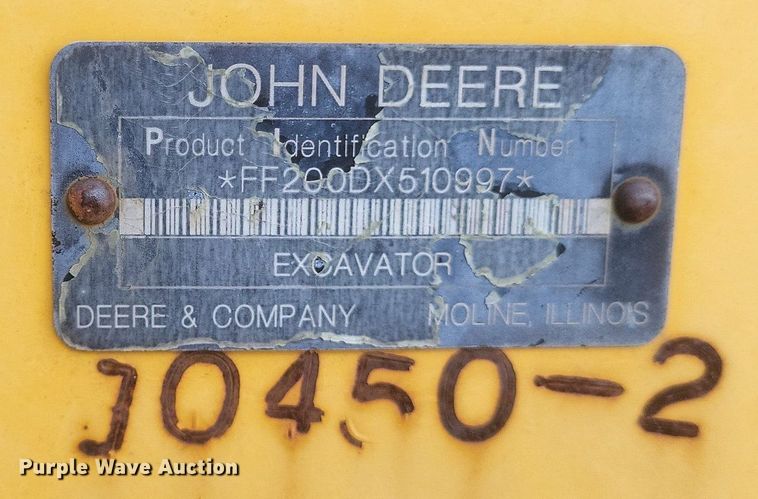 JOHN DEERE
Product Identification Number
*FF200DX510997*
EXCAVATOR
DEERE & COMPANY MOLINE, ILLINOIS
J0450-2
Purple Wave Auction